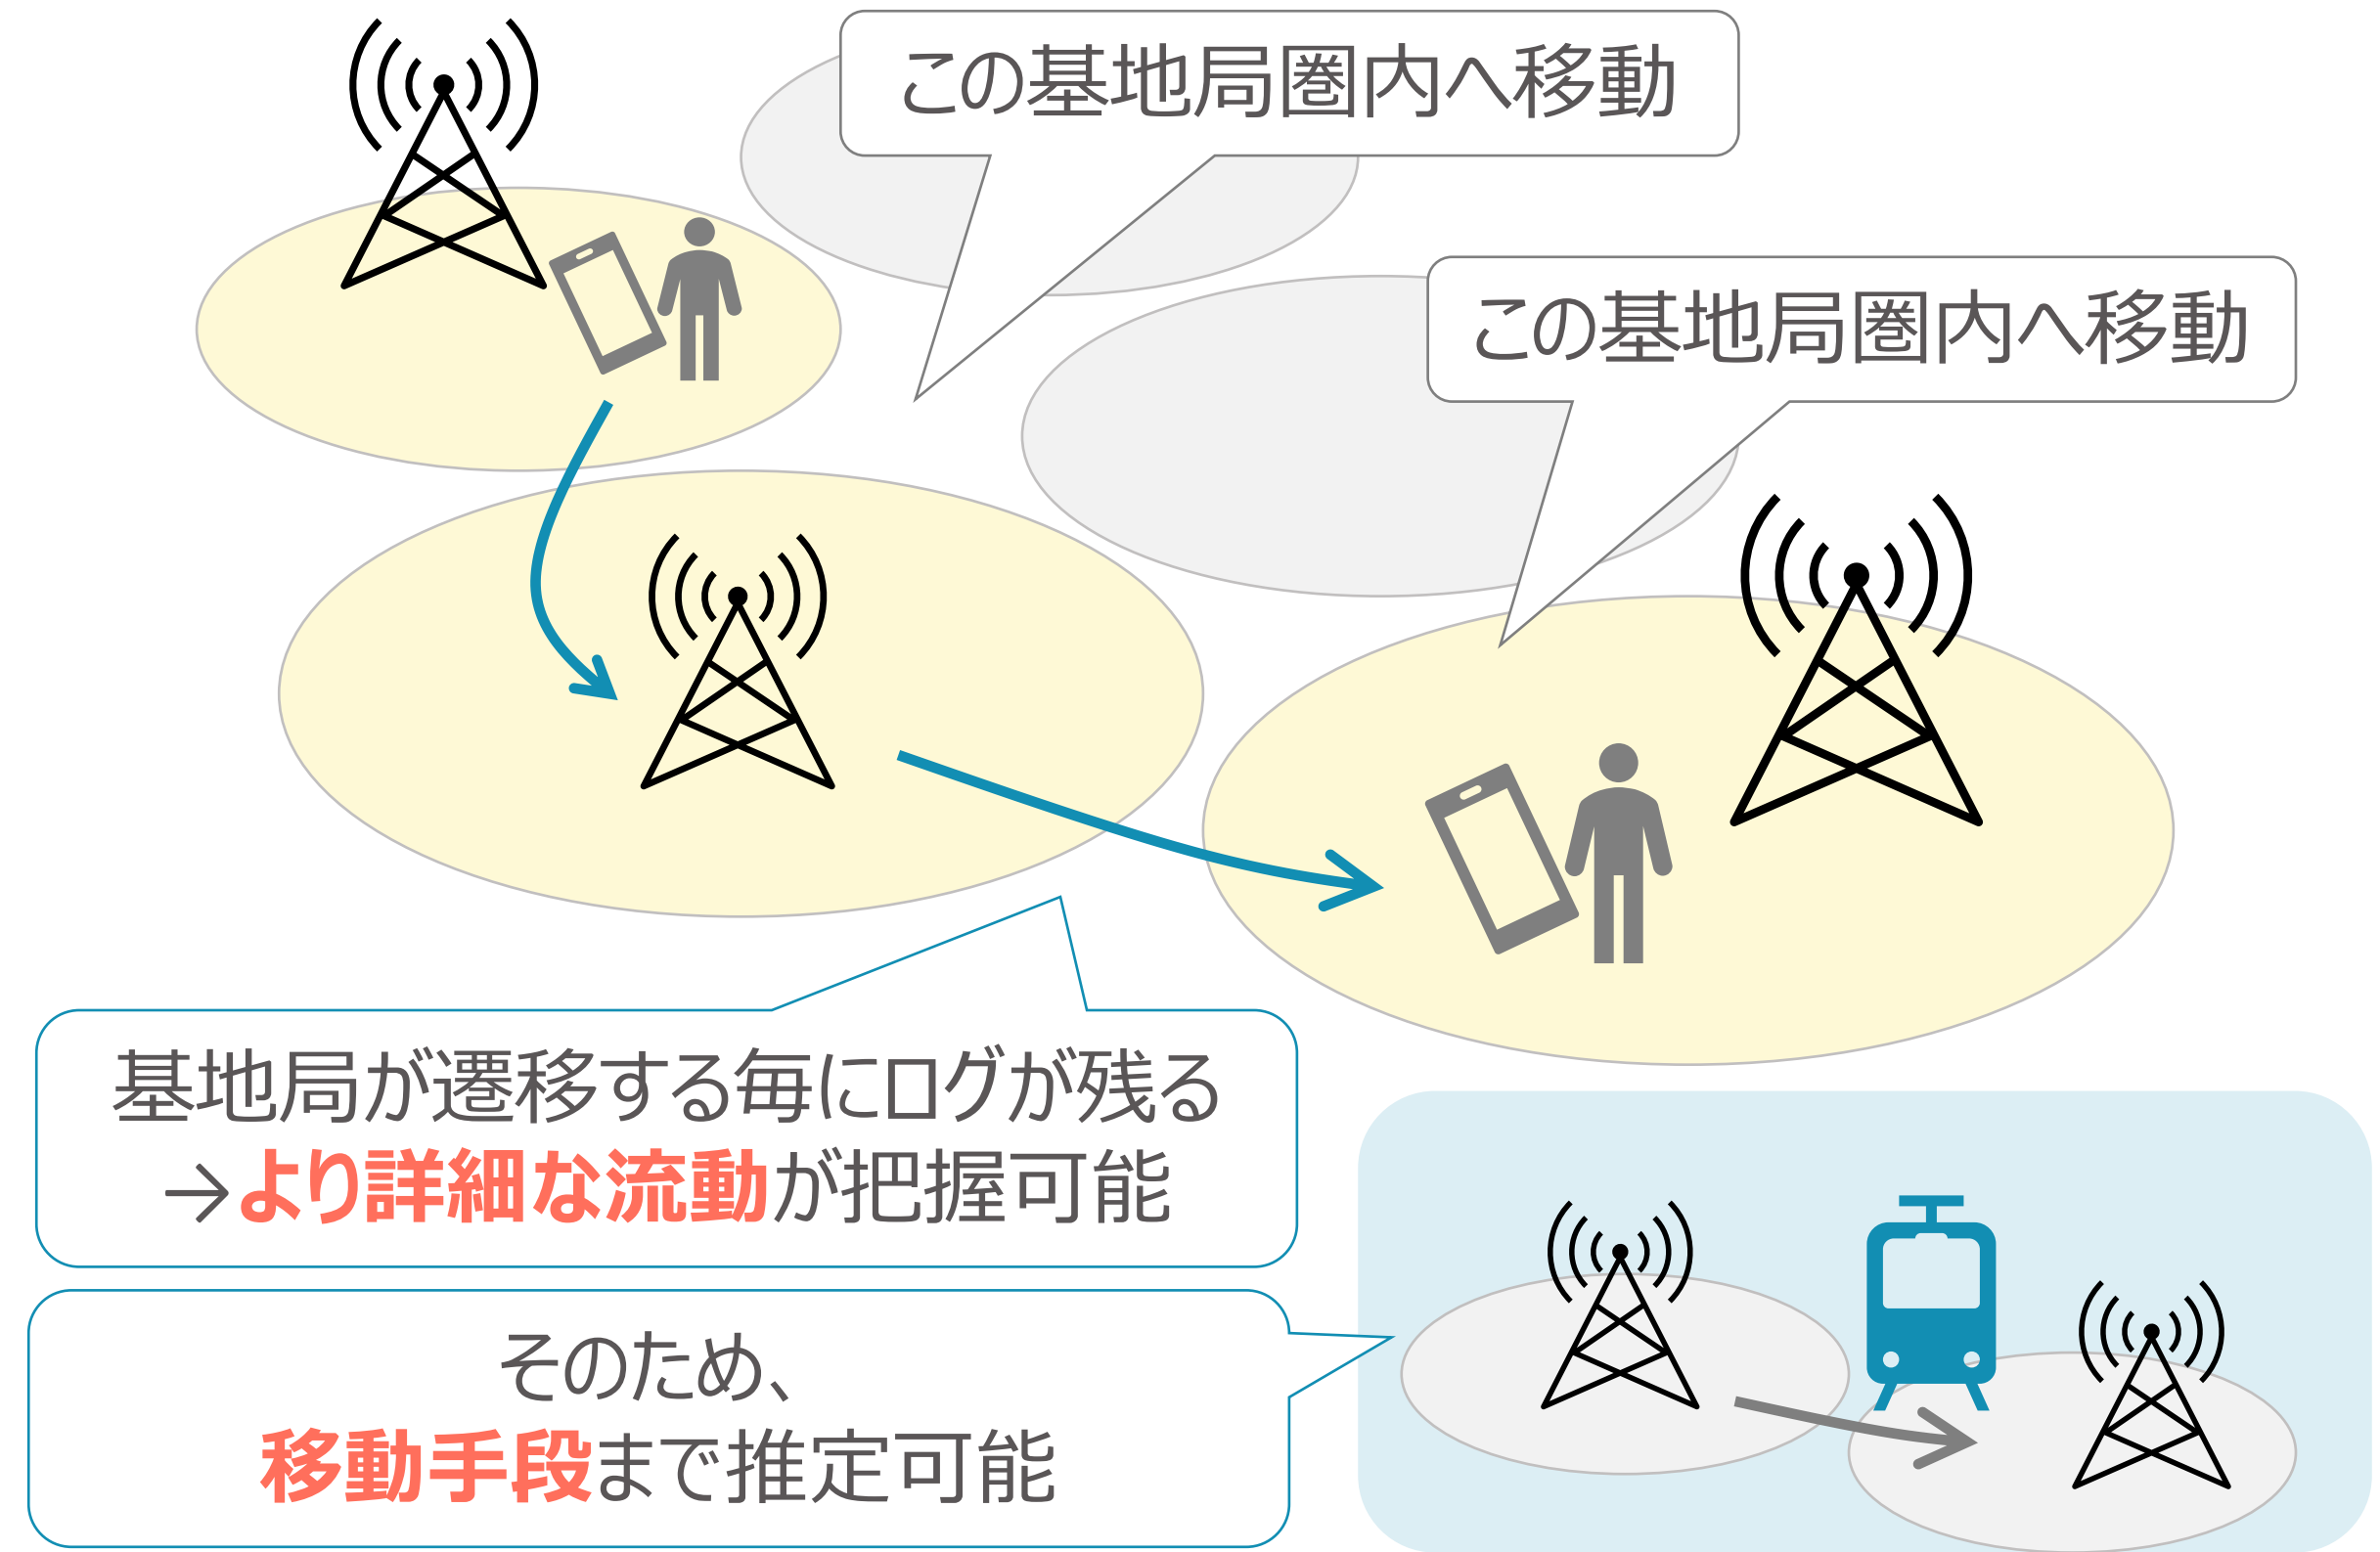 この基地局圏内へ移動
この基地局圏内へ移動
基地局が遷移する毎ログが残る
→より詳細な流動が把握可能
そのため、
移動手段まで推定可能